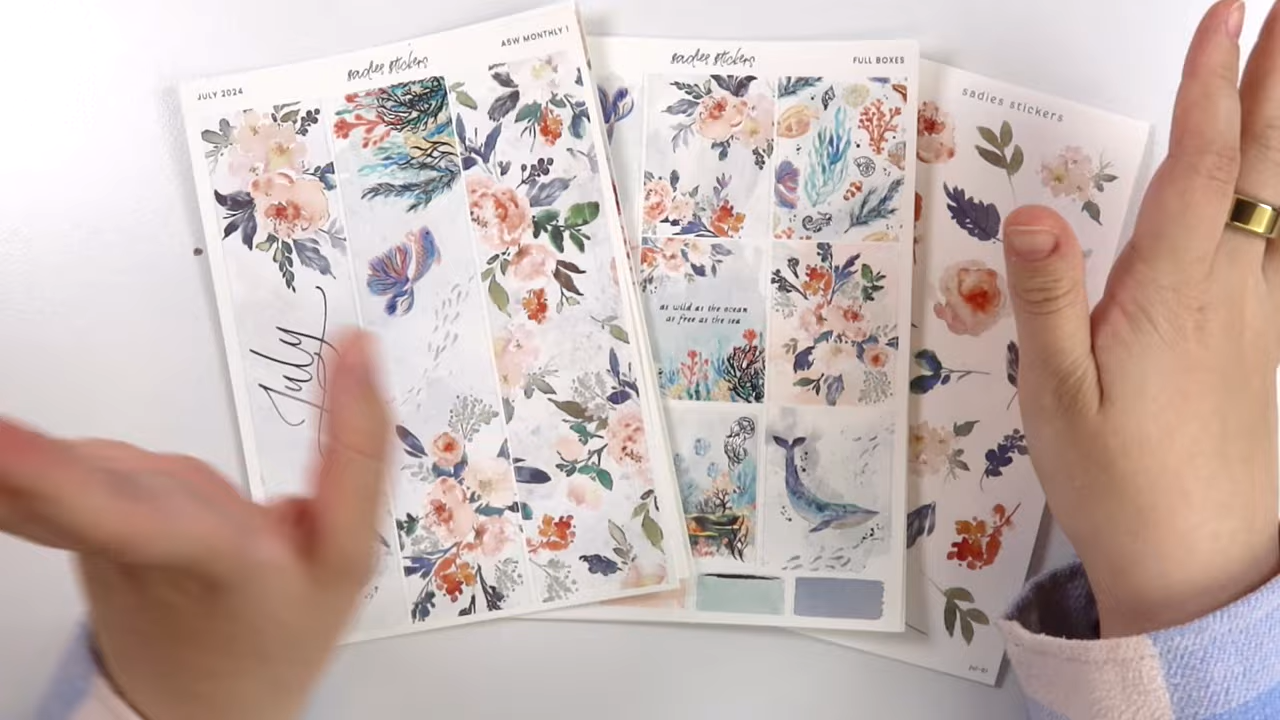 JULY 2024
sadies stickers
A5W MONTHLY 1
July
sadies stickers
FULL BOXES
as wild as the ocean
as free as the sea
sadies stickers